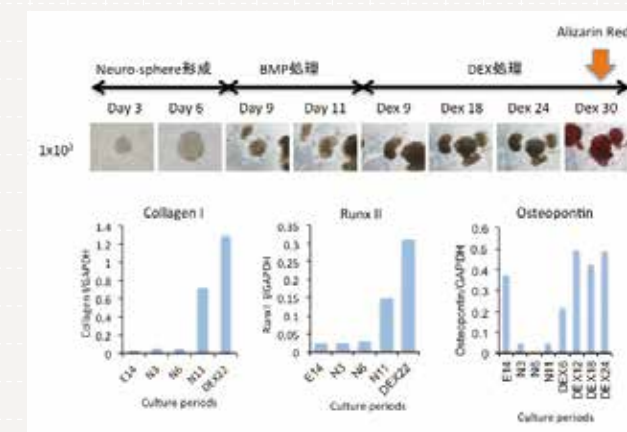 Alizarin Red
Neuro-sphere形成 BMP処理 DEX処理
Day 3 Day 6 Day 9 Day 11 Dex 9 Dex 18 Dex 24 Dex 30
1x10³
Collagen I
Collagen I/GAPDH
1.4
1.2
1
0.8
0.6
0.4
0.2
0
E14 N3 N6 N11 DEX22
Culture periods
Runx II
Runx II/GAPDH
0.35
0.3
0.25
0.2
0.15
0.1
0.05
0
E14 N3 N6 N11 DEX22
Culture periods
Osteopontin
Osteopontin/GAPDH
0.6
0.5
0.4
0.3
0.2
0.1
0
E14 N3 N6 N11 DEX6 DEX12 DEX18 DEX24
Culture periods